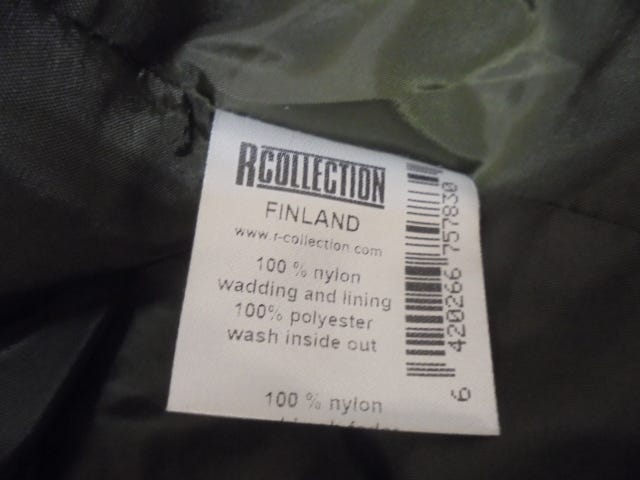 RCOLLECTION
FINLAND
www.r-collection.com
100 % nylon
wadding and lining
100% polyester
wash inside out
100 % nylon
6 420266 757830